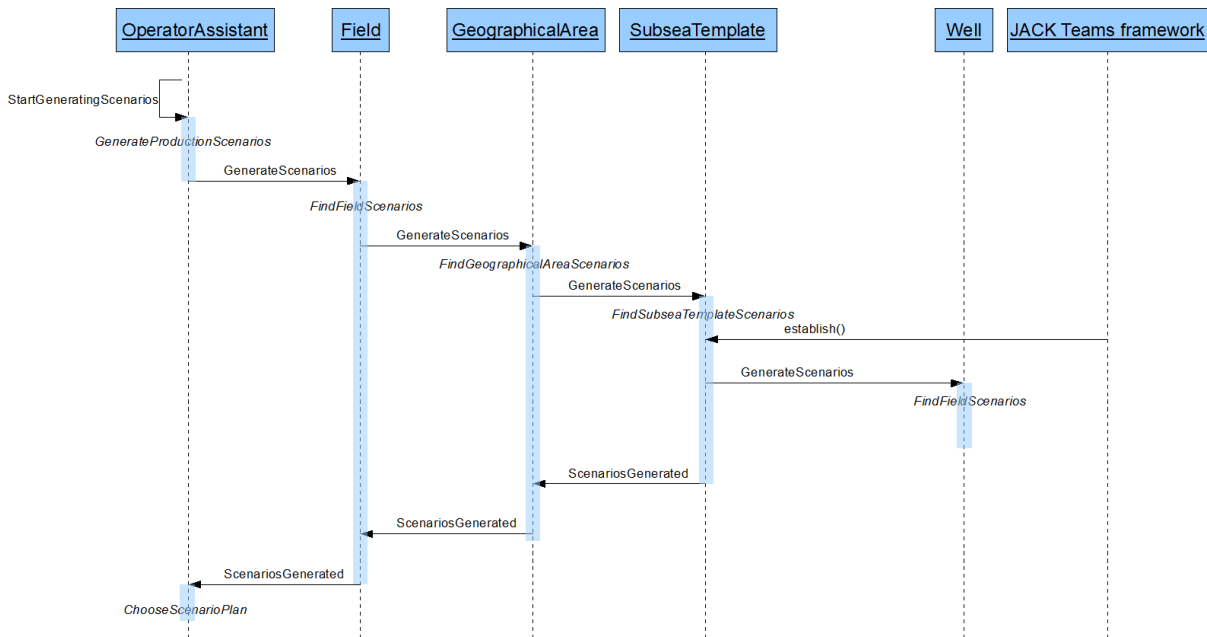 OperatorAssistant
Field
GeographicalArea
SubseaTemplate
Well
JACK Teams framework
StartGeneratingScenarios
GenerateProductionScenarios
GenerateScenarios
FindFieldScenarios
GenerateScenarios
FindGeographicalAreaScenarios
GenerateScenarios
FindSubseaTemplateScenarios
establish()
GenerateScenarios
FindFieldScenarios
ScenariosGenerated
ScenariosGenerated
ScenariosGenerated
ChooseScenarioPlan